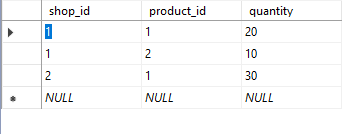 shop_id product_id quantity
1 1 20
1 2 10
2 1 30
NULL NULL NULL